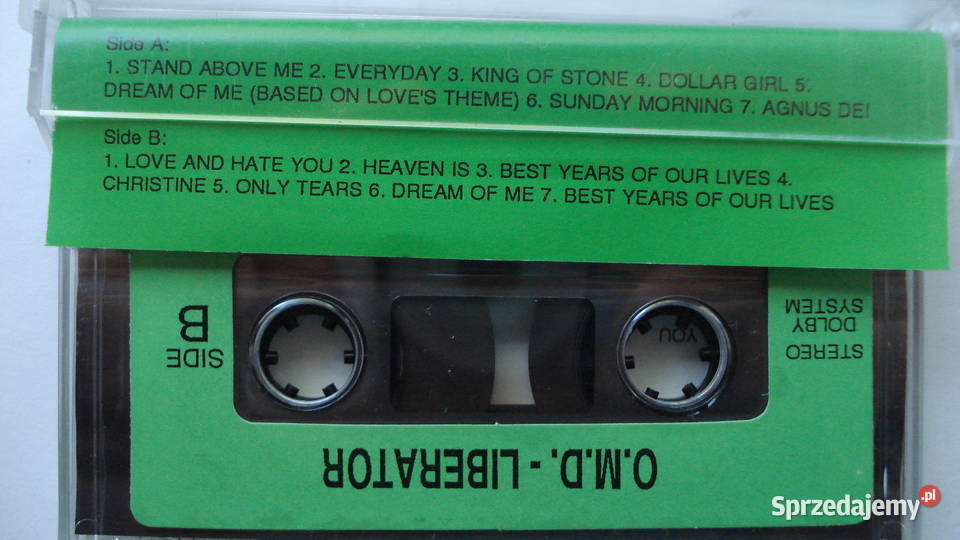 Side A:
1. STAND ABOVE ME 2. EVERYDAY 3. KING OF STONE 4. DOLLAR GIRL 5.
DREAM OF ME (BASED ON LOVE'S THEME) 6. SUNDAY MORNING 7. AGNUS DEI
Side B:
1. LOVE AND HATE YOU 2. HEAVEN IS 3. BEST YEARS OF OUR LIVES 4.
CHRISTINE 5. ONLY TEARS 6. DREAM OF ME 7. BEST YEARS OF OUR LIVES
SIDE
B
YOU
STEREO
DOLBY
SYSTEM
O.M.D. - LIBERATOR
Sprzedajemy.pl